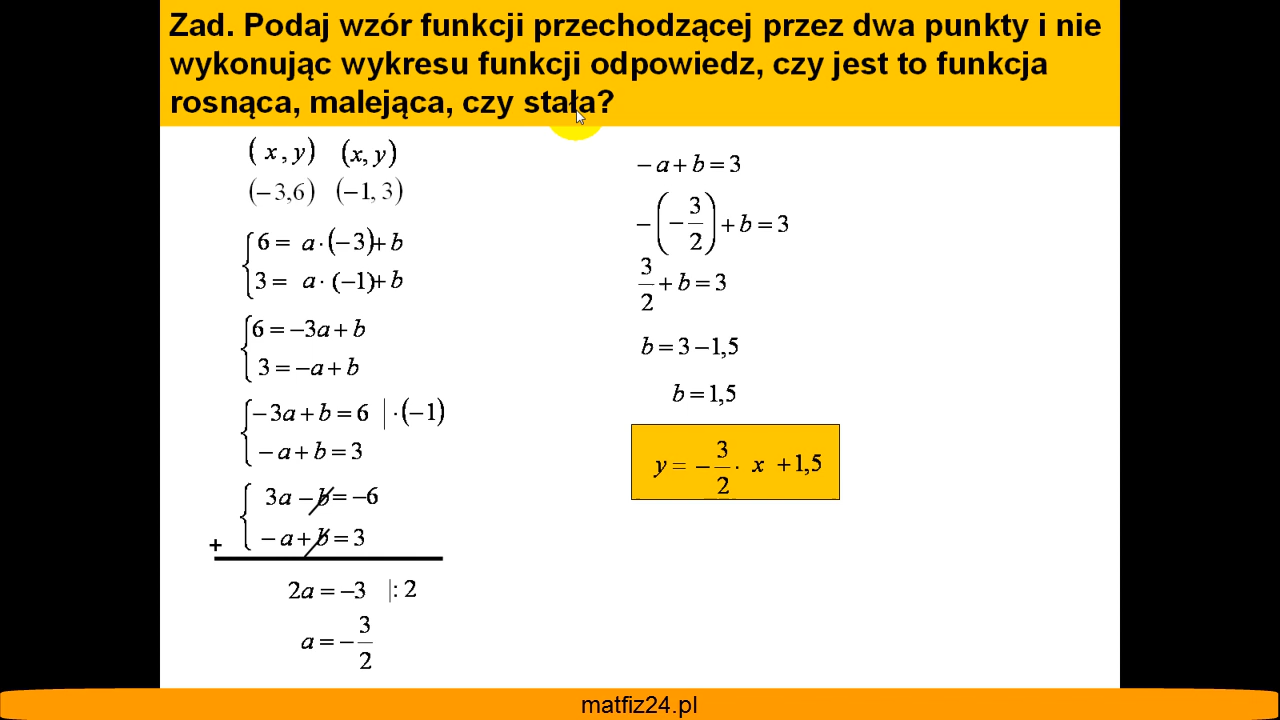 Zad. Podaj wzór funkcji przechodzącej przez dwa punkty i nie
wykonując wykresu funkcji odpowiedz, czy jest to funkcja
rosnąca, malejąca, czy stała?
(x, y) (x, y)
(−3,6) (−1, 3)
6 = a·(−3)+b
3 = a·(−1)+b
6 = −3a + b
3 = −a + b
−3a + b = 6 |·(−1)
−a + b = 3
3a − b = −6
−a + b = 3
+
2a = −3 |: 2
a = −3/2
−a + b = 3
−(−3/2) + b = 3
3/2 + b = 3
b = 3 − 1,5
b = 1,5
y = −3/2 · x + 1,5
matfiz24.pl